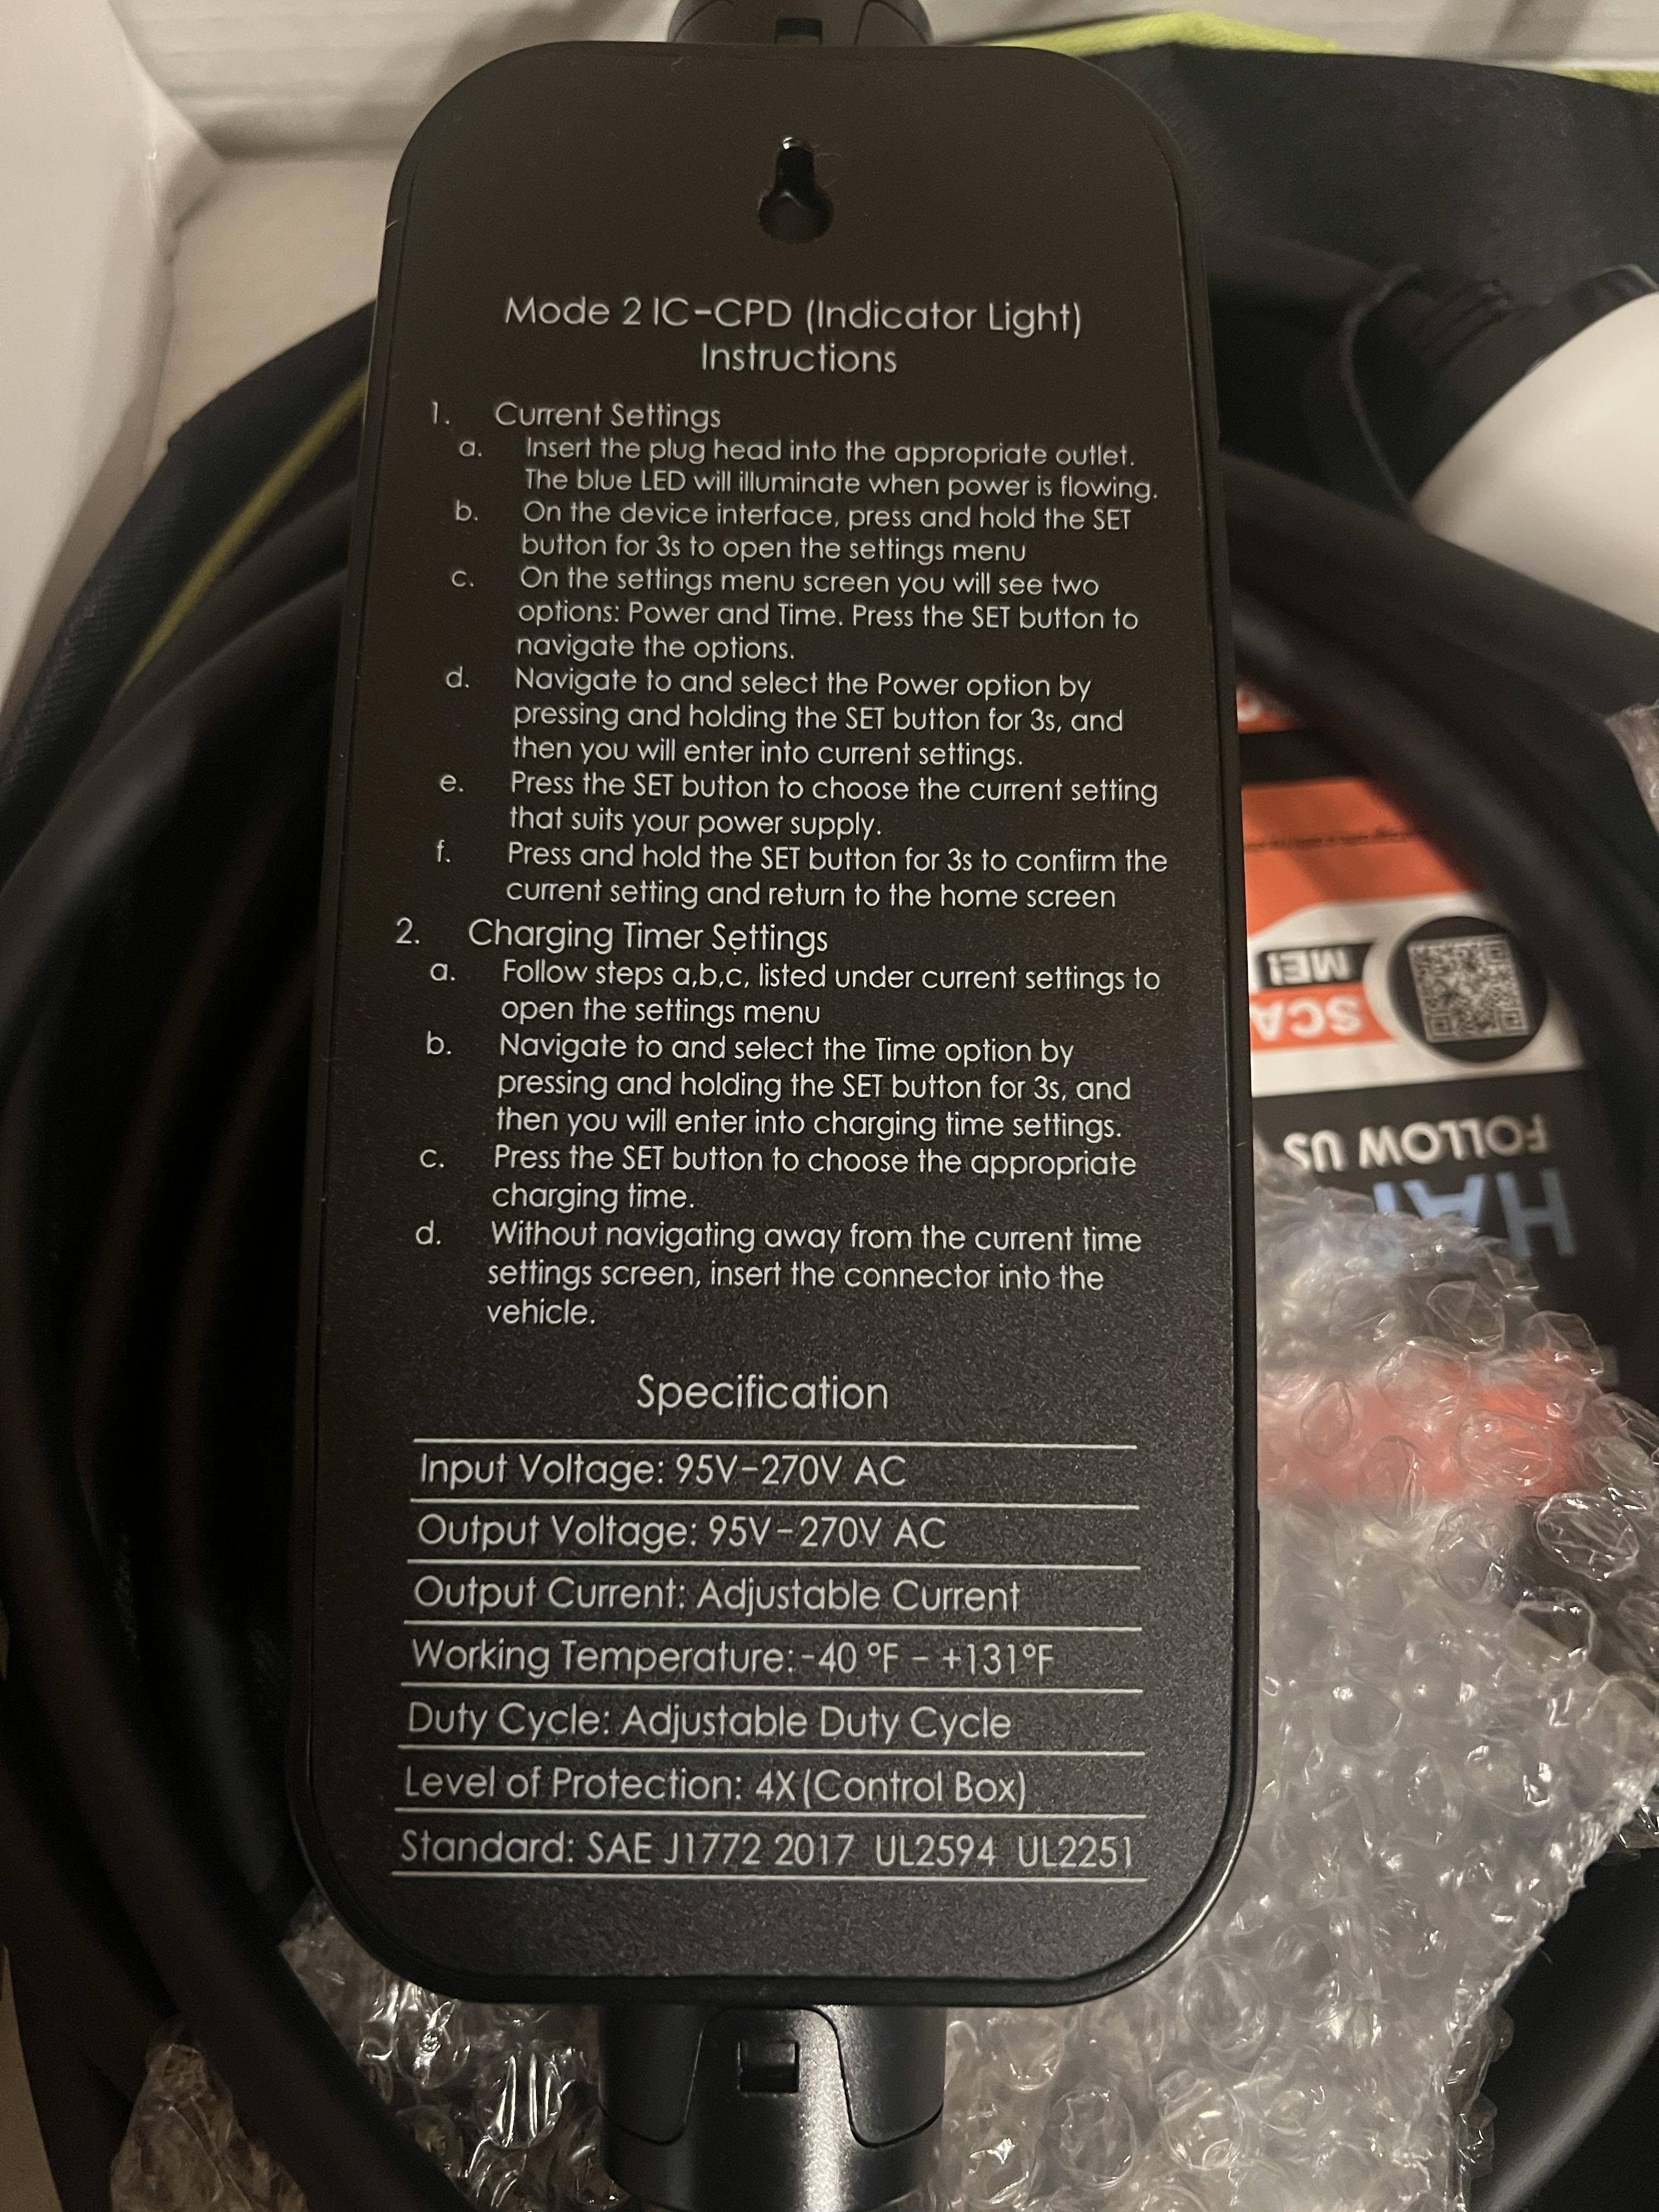 Mode 2 IC-CPD (Indicator Light)
Instructions
1. Current Settings
a. Insert the plug head into the appropriate outlet.
The blue LED will illuminate when power is flowing.
b. On the device interface, press and hold the SET
button for 3s to open the settings menu
c. On the settings menu screen you will see two
options: Power and Time. Press the SET button to
navigate the options.
d. Navigate to and select the Power option by
pressing and holding the SET button for 3s, and
then you will enter into current settings.
e. Press the SET button to choose the current setting
that suits your power supply.
f. Press and hold the SET button for 3s to confirm the
current setting and return to the home screen
2. Charging Timer Settings
a. Follow steps a,b,c, listed under current settings to
open the settings menu
b. Navigate to and select the Time option by
pressing and holding the SET button for 3s, and
then you will enter into charging time settings.
c. Press the SET button to choose the appropriate
charging time.
d. Without navigating away from the current time
settings screen, insert the connector into the
vehicle.
Specification
Input Voltage: 95V-270V AC
Output Voltage: 95V-270V AC
Output Current: Adjustable Current
Working Temperature: -40 °F - +131°F
Duty Cycle: Adjustable Duty Cycle
Level of Protection: 4X (Control Box)
Standard: SAE J1772 2017 UL2594 UL2251
FOLLOW US
ME!